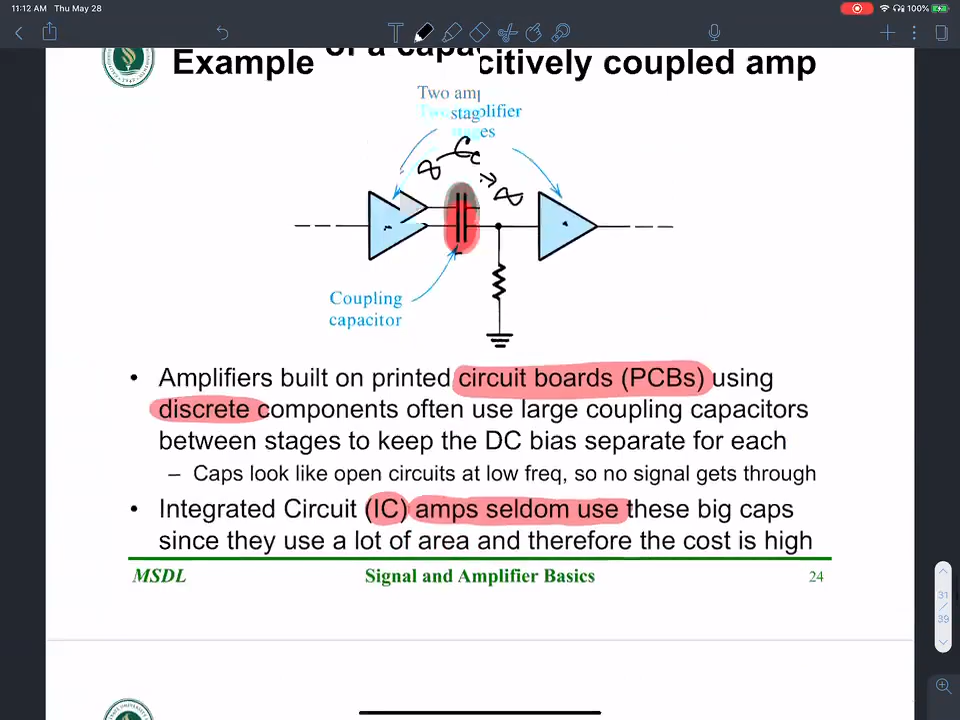 11:12 AM Thu May 28
100%
Example of a capacitively coupled amp
Two amplifier
stages
Cc
→ ∞
Coupling
capacitor
• Amplifiers built on printed circuit boards (PCBs) using
discrete components often use large coupling capacitors
between stages to keep the DC bias separate for each
– Caps look like open circuits at low freq, so no signal gets through
• Integrated Circuit (IC) amps seldom use these big caps
since they use a lot of area and therefore the cost is high
MSDL Signal and Amplifier Basics 24
31
/
39